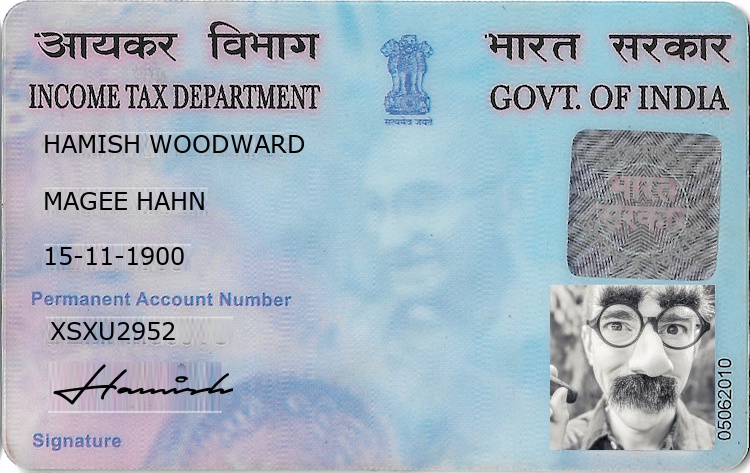 आयकर विभाग
भारत सरकार
INCOME TAX DEPARTMENT
GOVT. OF INDIA
सत्यमेव जयते
HAMISH WOODWARD
MAGEE HAHN
15-11-1900
भारत
सरकार
Permanent Account Number
XSXU2952
Hamish
Signature
05062010